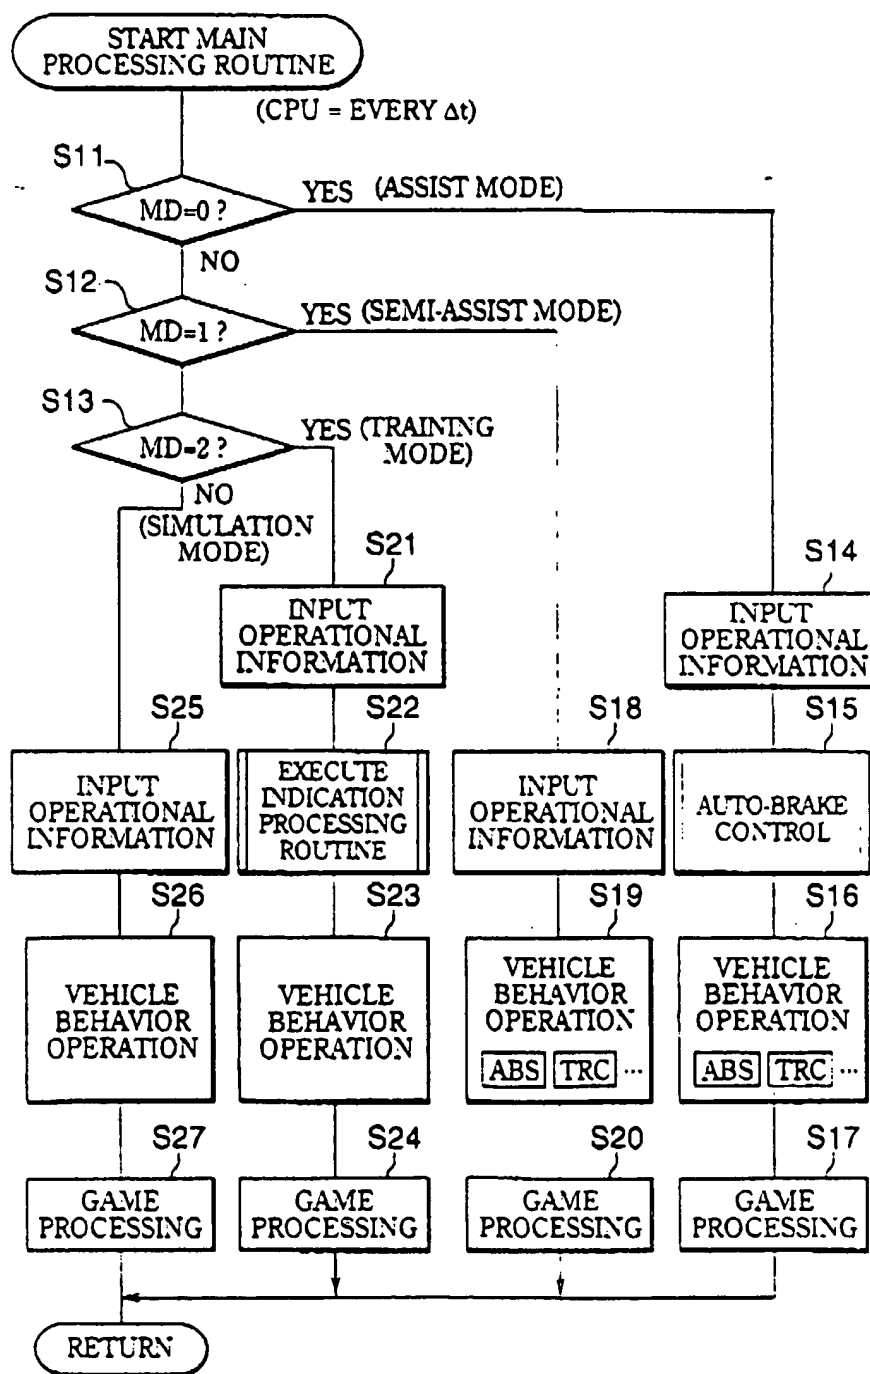 START MAIN
PROCESSING ROUTINE
(CPU = EVERY Δt)
S11
MD=0 ?
YES (ASSIST MODE)
NO
S12
MD=1 ?
YES (SEMI-ASSIST MODE)
S13
MD=2 ?
YES (TRAINING
MODE)
NO
(SIMULATION
MODE)
S21
INPUT
OPERATIONAL
INFORMATION
S14
INPUT
OPERATIONAL
INFORMATION
S25
INPUT
OPERATIONAL
INFORMATION
S22
EXECUTE
INDICATION
PROCESSING
ROUTINE
S18
INPUT
OPERATIONAL
INFORMATION
S15
AUTO-BRAKE
CONTROL
S26
VEHICLE
BEHAVIOR
OPERATION
S23
VEHICLE
BEHAVIOR
OPERATION
S19
VEHICLE
BEHAVIOR
OPERATION
ABS TRC ...
S16
VEHICLE
BEHAVIOR
OPERATION
ABS TRC ...
S27
GAME
PROCESSING
S24
GAME
PROCESSING
S20
GAME
PROCESSING
S17
GAME
PROCESSING
RETURN